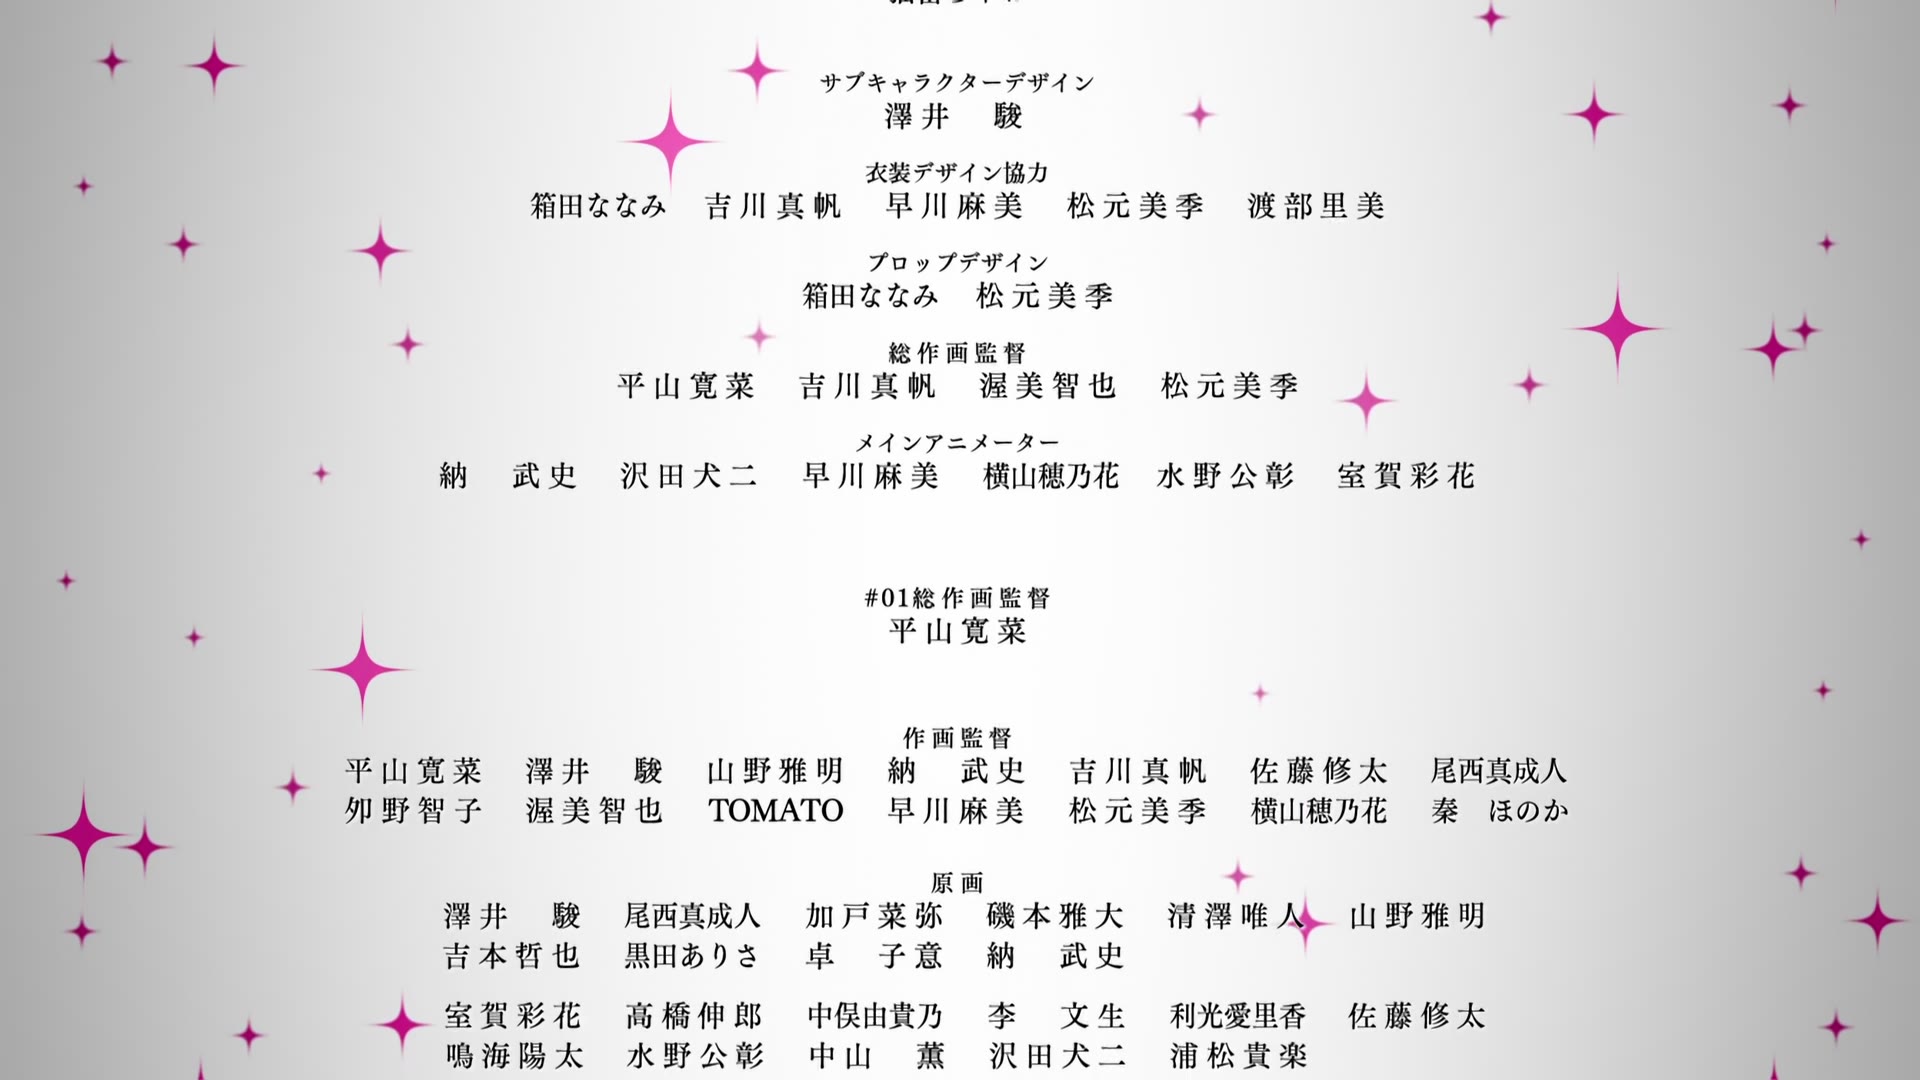 サブキャラクターデザイン
澤井　駿
衣装デザイン協力
箱田ななみ　吉川真帆　早川麻美　松元美季　渡部里美
プロップデザイン
箱田ななみ　松元美季
総作画監督
平山寛菜　吉川真帆　渥美智也　松元美季
メインアニメーター
納　武史　沢田犬二　早川麻美　横山穂乃花　水野公彰　室賀彩花
#01総作画監督
平山寛菜
作画監督
平山寛菜　澤井　駿　山野雅明　納　武史　吉川真帆　佐藤修太　尾西真成人
夘野智子　渥美智也　TOMATO　早川麻美　松元美季　横山穂乃花　秦　ほのか
原画
澤井　駿　尾西真成人　加戸菜弥　磯本雅大　清澤唯人　山野雅明
吉本哲也　黒田ありさ　卓　子意　納　武史
室賀彩花　高橋伸郎　中俣由貴乃　李　文生　利光愛里香　佐藤修太
鳴海陽太　水野公彰　中山　薫　沢田犬二　浦松貴楽